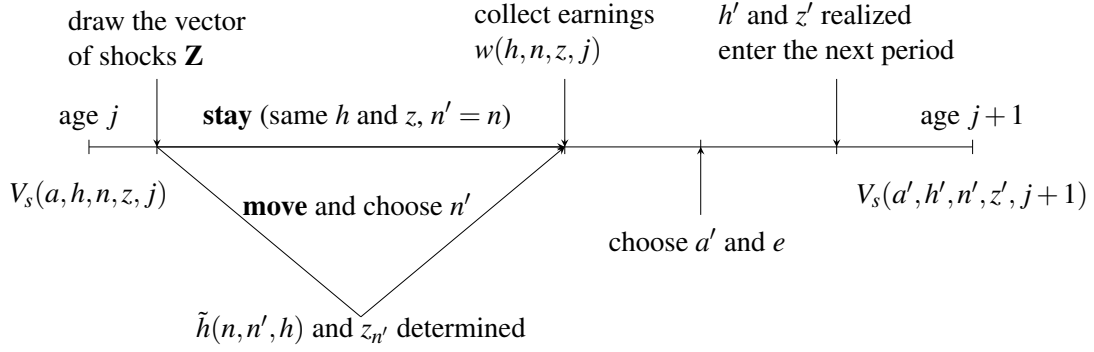 draw the vector
of shocks Z
collect earnings
w(h,n,z,j)
h′ and z′ realized
enter the next period
age j
stay (same h and z, n′ = n)
age j+1
V_s(a,h,n,z,j)
move and choose n′
V_s(a′,h′,n′,z′,j+1)
choose a′ and e
h̃(n,n′,h) and z_{n′} determined